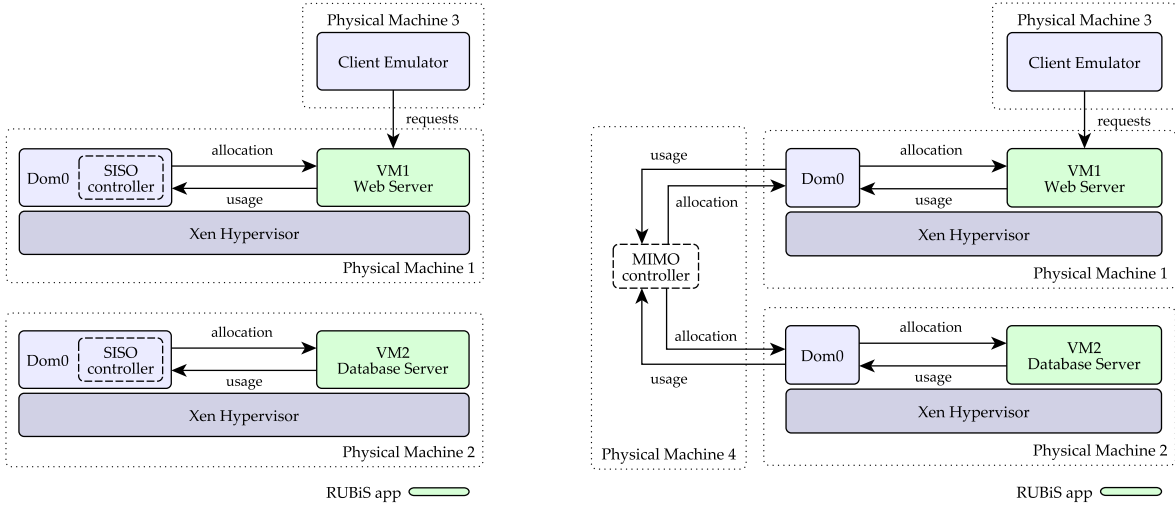 Physical Machine 3
Client Emulator
requests
Dom0
SISO
controller
allocation
usage
VM1
Web Server
Xen Hypervisor
Physical Machine 1
Dom0
SISO
controller
allocation
usage
VM2
Database Server
Xen Hypervisor
Physical Machine 2
RUBiS app
Physical Machine 3
Client Emulator
requests
usage
allocation
MIMO
controller
allocation
usage
Physical Machine 4
Dom0
allocation
usage
VM1
Web Server
Xen Hypervisor
Physical Machine 1
Dom0
allocation
usage
VM2
Database Server
Xen Hypervisor
Physical Machine 2
RUBiS app